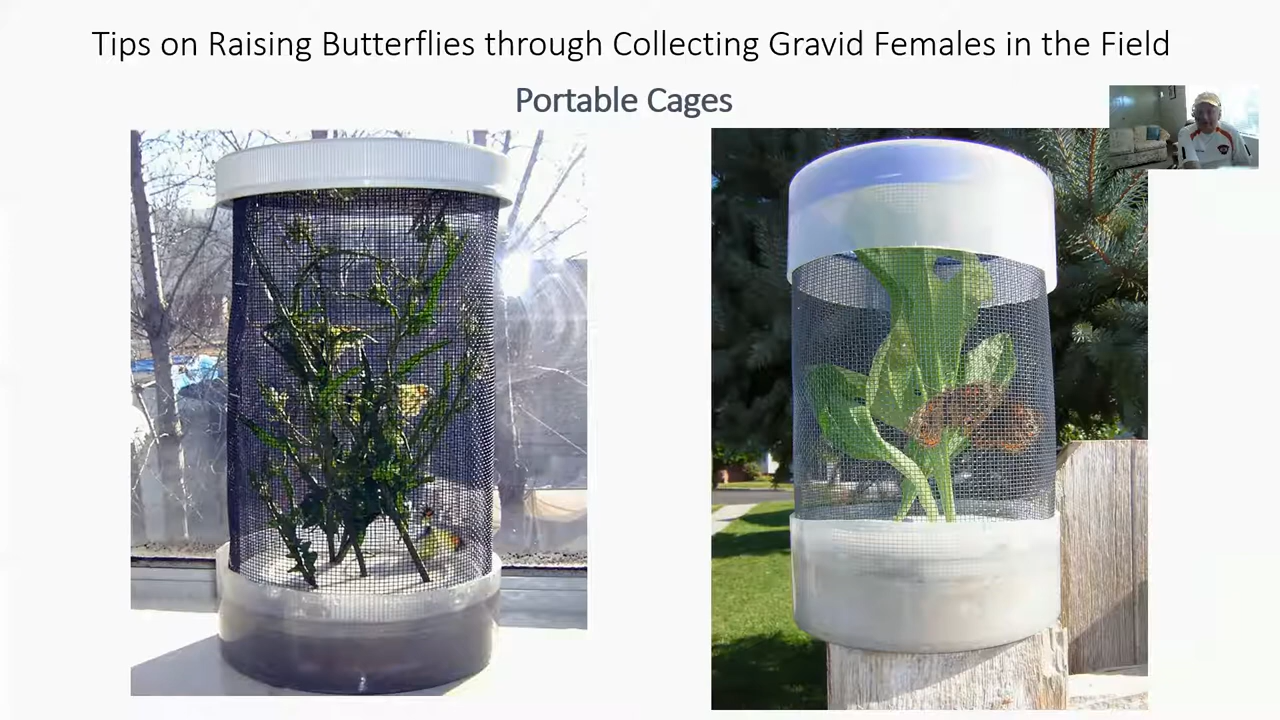 Tips on Raising Butterflies through Collecting Gravid Females in the Field
Portable Cages